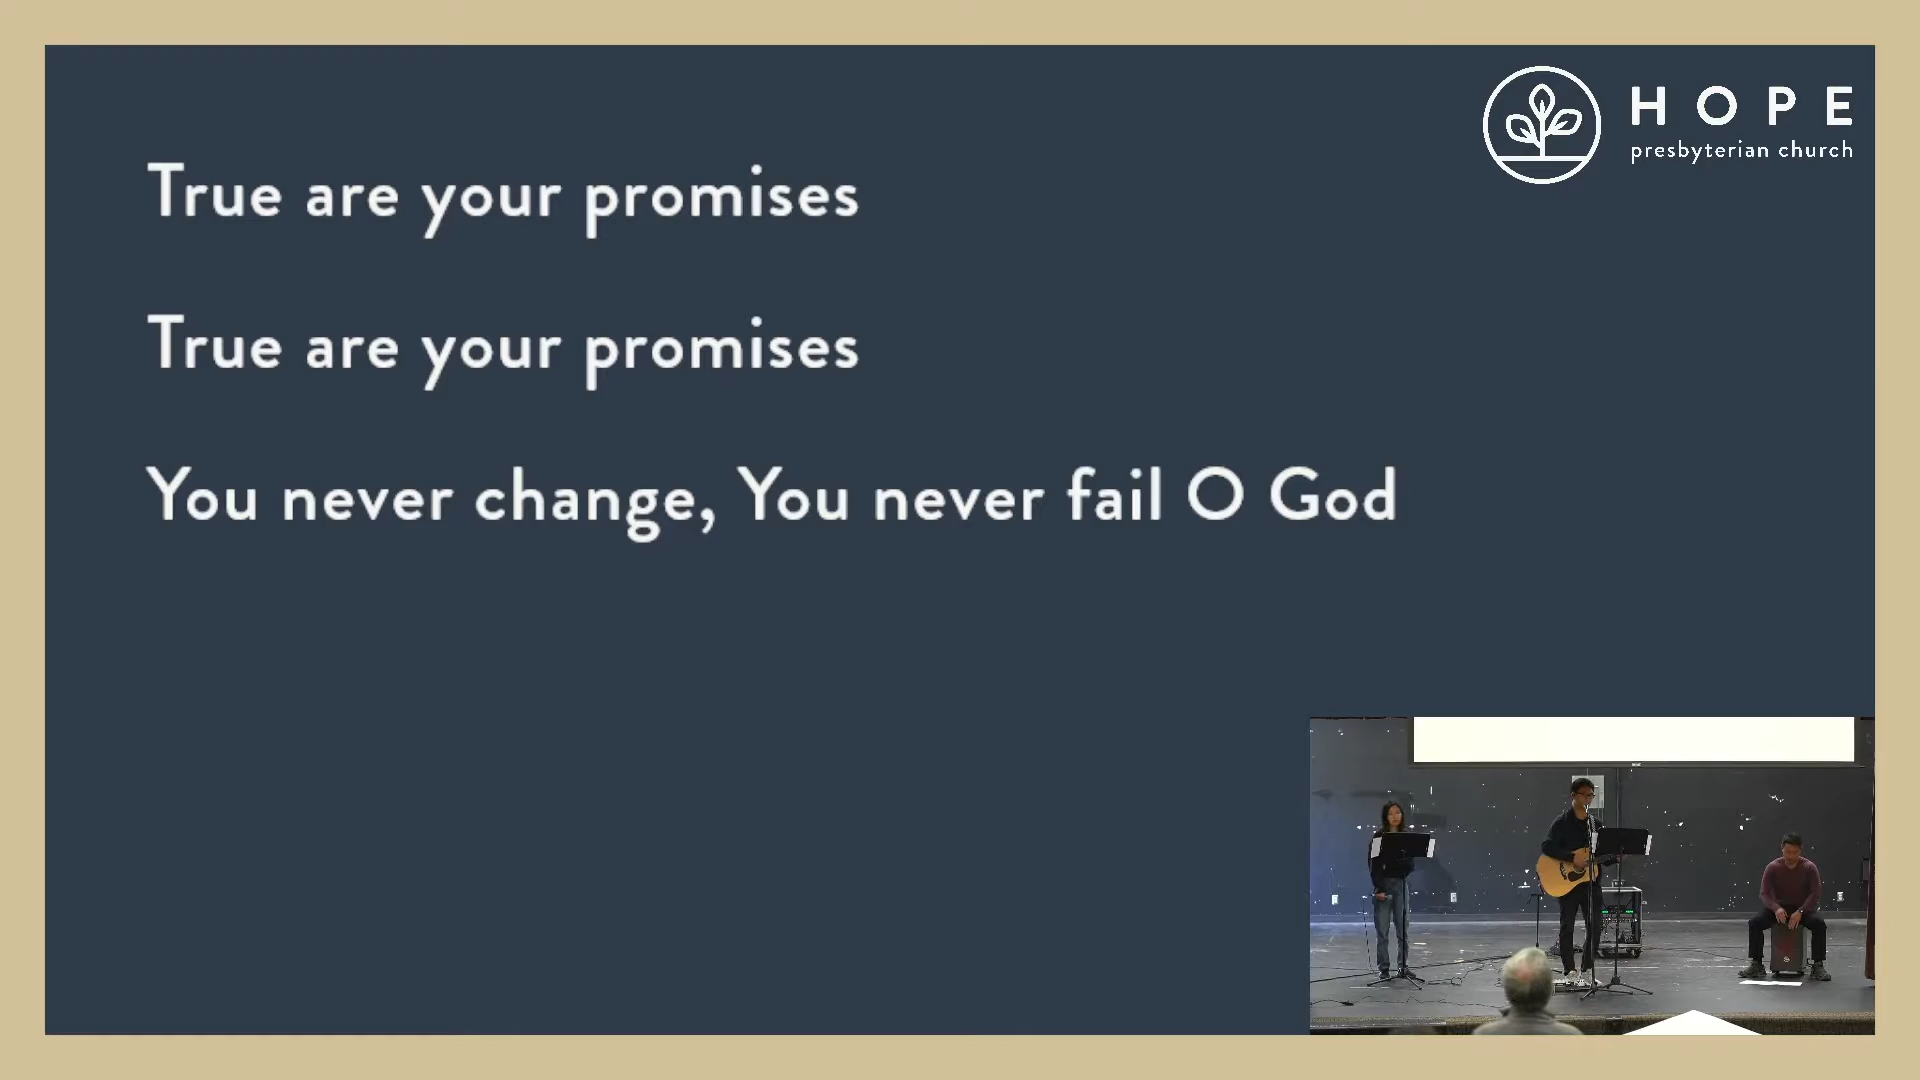 HOPE
presbyterian church
True are your promises
True are your promises
You never change, You never fail O God